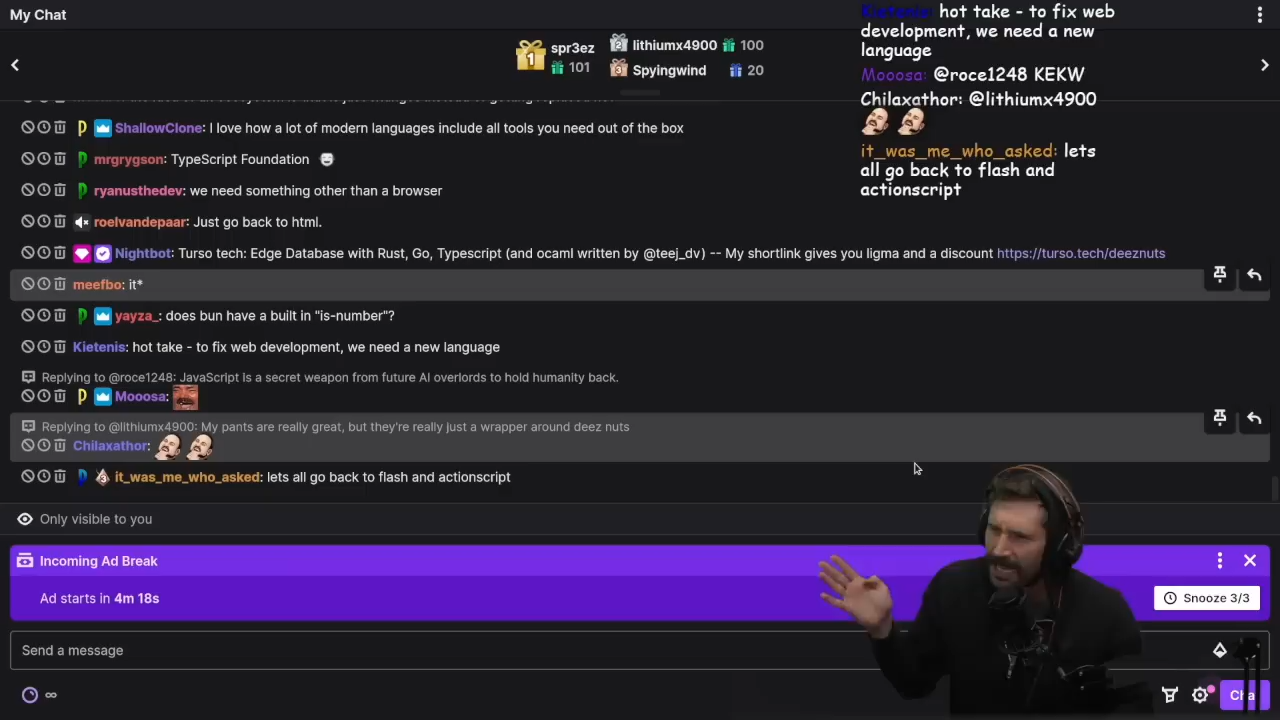 My Chat
spr3ez
101
lithiumx4900 100
Spyingwind 20
ShallowClone: I love how a lot of modern languages include all tools you need out of the box
mrgrygson: TypeScript Foundation
ryanusthedev: we need something other than a browser
roelvandepaar: Just go back to html.
Nightbot: Turso tech: Edge Database with Rust, Go, Typescript (and ocaml written by @teej_dv) -- My shortlink gives you ligma and a discount https://turso.tech/deeznuts
meefbo: it*
yayza_: does bun have a built in "is-number"?
Kietenis: hot take - to fix web development, we need a new language
Replying to @roce1248: JavaScript Is a secret weapon from future AI overlords to hold humanity back.
Mooosa:
Replying to @lithiumx4900: My pants are really great, but they're really just a wrapper around deez nuts
Chilaxathor:
it_was_me_who_asked: lets all go back to flash and actionscript
Only visible to you
Incoming Ad Break
Ad starts in 4m 18s
Snooze 3/3
Send a message
Kietenis: hot take - to fix web
development, we need a new
language
Mooosa: @roce1248 KEKW
Chilaxathor: @lithiumx4900
it_was_me_who_asked: lets
all go back to flash and
actionscript